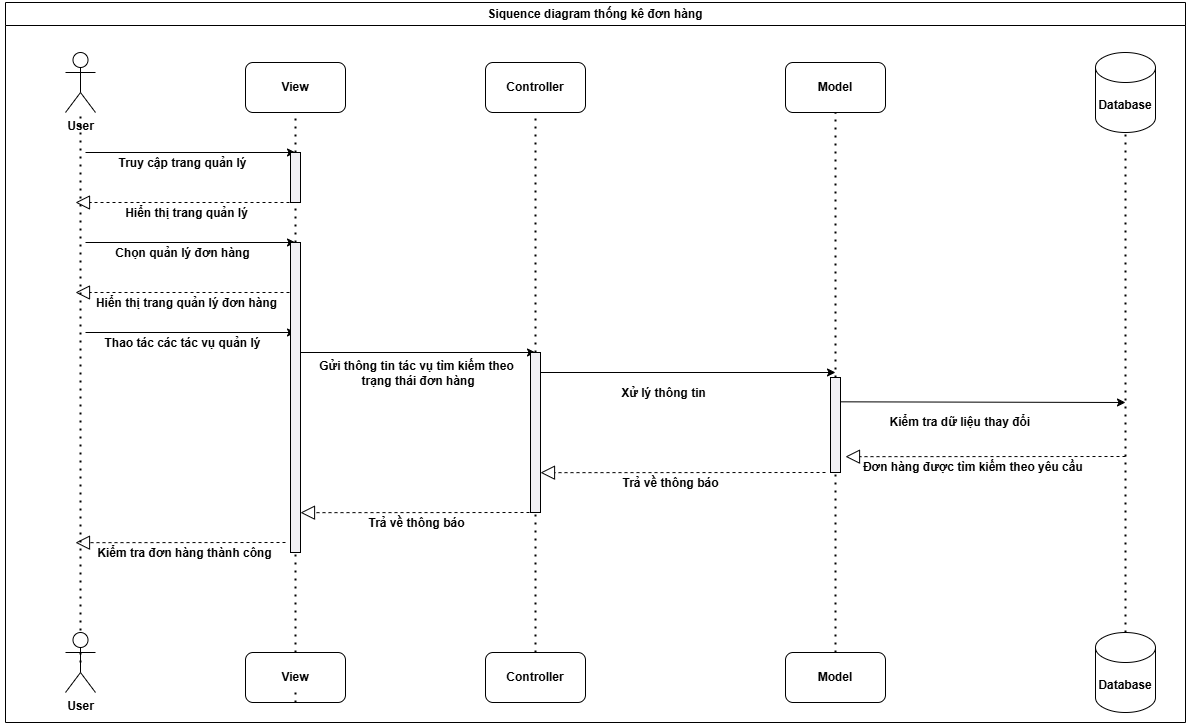 Siquence diagram thống kê đơn hàng
User
View
Controller
Model
Database
Truy cập trang quản lý
Hiển thị trang quản lý
Chọn quản lý đơn hàng
Hiển thị trang quản lý đơn hàng
Thao tác các tác vụ quản lý
Gửi thông tin tác vụ tìm kiếm theo
trạng thái đơn hàng
Xử lý thông tin
Kiểm tra dữ liệu thay đổi
Đơn hàng được tìm kiếm theo yêu cầu
Trả về thông báo
Trả về thông báo
Kiểm tra đơn hàng thành công
User
View
Controller
Model
Database